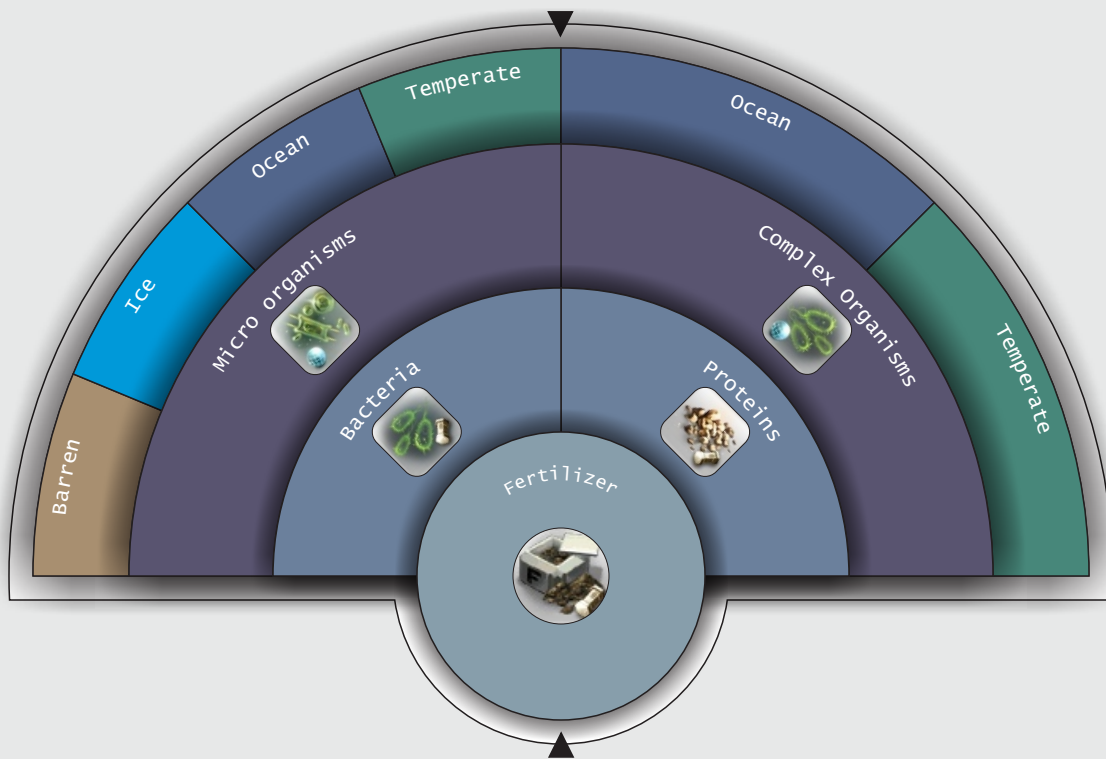 Temperate
Ocean
Ocean
Ice
Barren
Temperate
Micro organisms
Complex Organisms
Bacteria
Proteins
Fertilizer
F